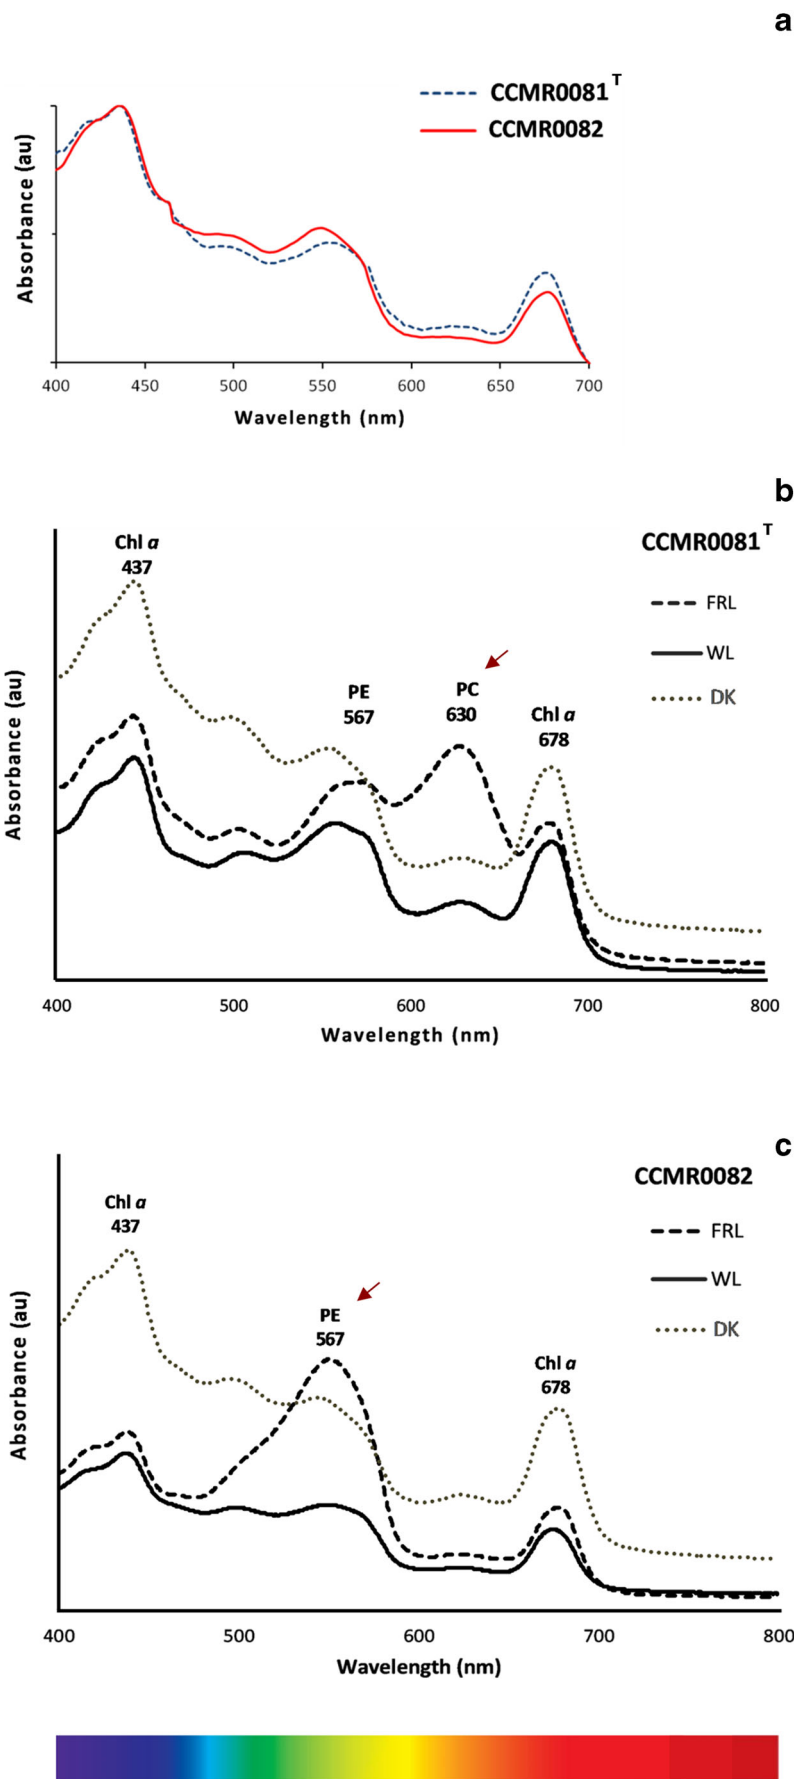 a
CCMR0081 T
CCMR0082
Absorbance (au)
400 450 500 550 600 650 700
Wavelength (nm)
b
CCMR0081 T
Chl a
437
FRL
WL
DK
PE
567
PC
630
Chl a
678
Absorbance (au)
400 500 600 700 800
Wavelength (nm)
c
CCMR0082
Chl a
437
FRL
WL
DK
PE
567
Chl a
678
Absorbance (au)
400 500 600 700 800
Wavelength (nm)